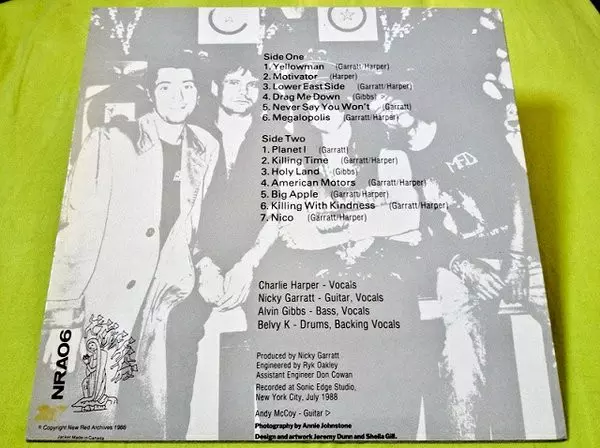 Side One
1. Yellowman (Garratt/Harper)
2. Motivator (Harper)
3. Lower East Side (Garratt/Harper)
4. Drag Me Down (Gibbs)
5. Never Say You Won't (Garratt)
6. Megalopolis (Garratt/Harper)
Side Two
1. Planet I (Garratt)
2. Killing Time (Garratt/Harper)
3. Holy Land (Gibbs)
4. American Motors (Garratt/Harper)
5. Big Apple (Garratt/Harper)
6. Killing With Kindness (Garratt/Harper)
7. Nico (Garratt/Harper)
Charlie Harper - Vocals
Nicky Garratt - Guitar, Vocals
Alvin Gibbs - Bass, Vocals
Belvy K - Drums, Backing Vocals
Produced by Nicky Garratt
Engineered by Ryk Oakley
Assistant Engineer Don Cowan
Recorded at Sonic Edge Studio,
New York City, July 1988
Andy McCoy - Guitar ▷
Photography by Annie Johnstone
Design and artwork Jeremy Dunn and Sheila Gill.
NRA06
© Copyright New Red Archives 1988
Jacket Made in Canada